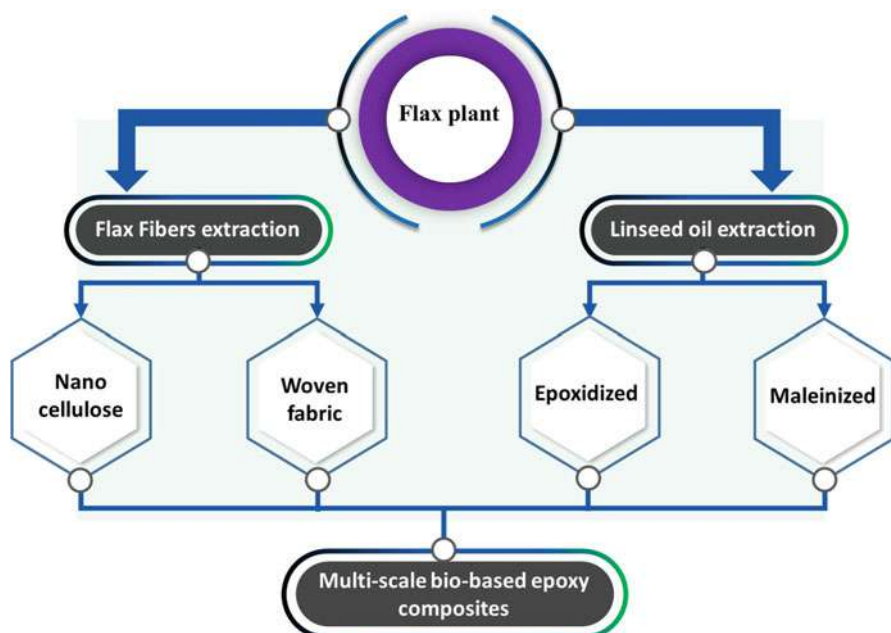 Flax plant
Flax Fibers extraction
Linseed oil extraction
Nano
cellulose
Woven
fabric
Epoxidized
Maleinized
Multi-scale bio-based epoxy
composites